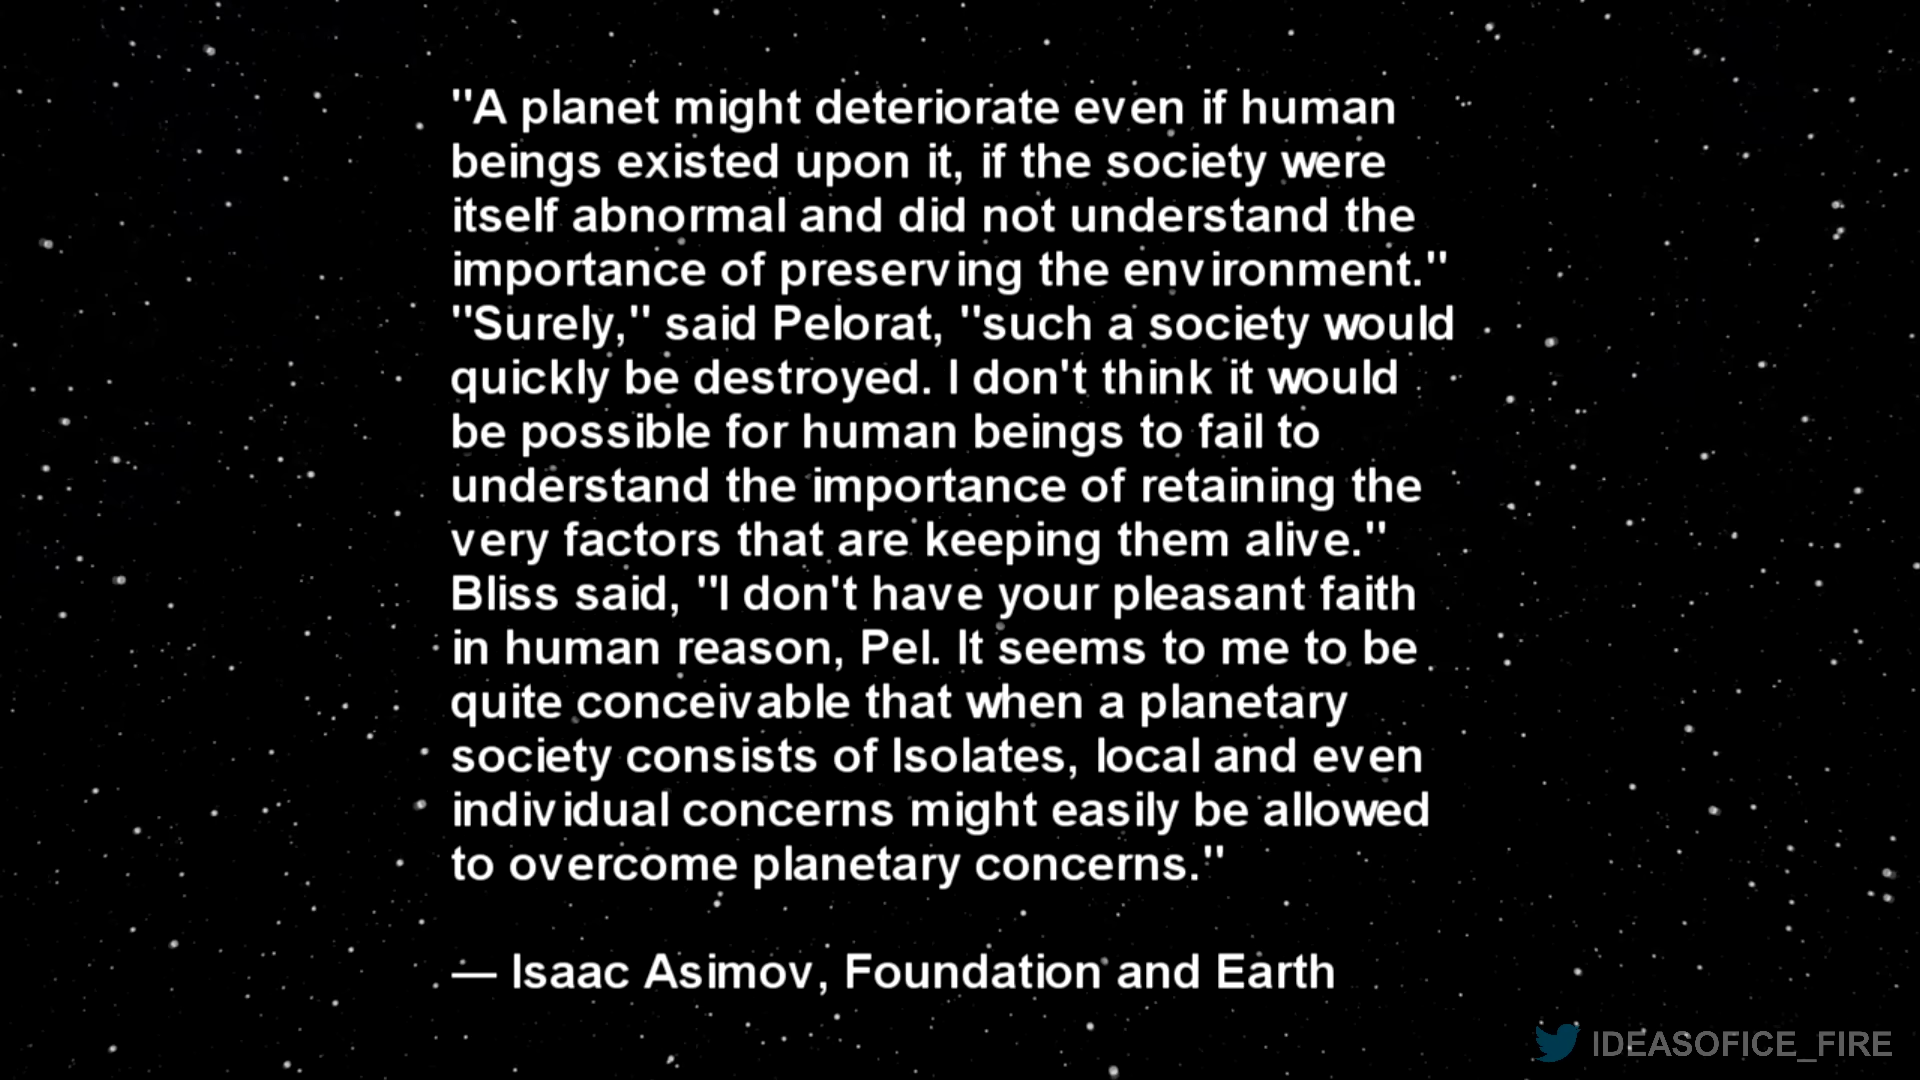 "A planet might deteriorate even if human
beings existed upon it, if the society were
itself abnormal and did not understand the
importance of preserving the environment."
"Surely," said Pelorat, "such a society would
quickly be destroyed. I don't think it would
be possible for human beings to fail to
understand the importance of retaining the
very factors that are keeping them alive."
Bliss said, "I don't have your pleasant faith
in human reason, Pel. It seems to me to be
quite conceivable that when a planetary
society consists of Isolates, local and even
individual concerns might easily be allowed
to overcome planetary concerns."
— Isaac Asimov, Foundation and Earth
IDEASOFICE_FIRE